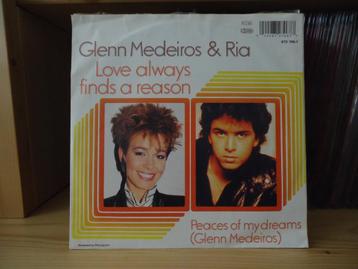 Glenn Medeiros & Ria
Love always
finds a reason
Peaces of my dreams
(Glenn Medeiros)